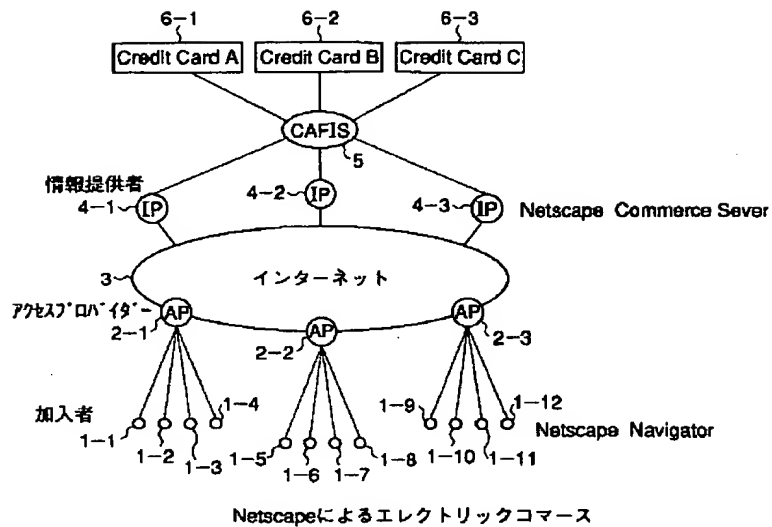 6-1 6-2 6-3
Credit Card A Credit Card B Credit Card C
CAFIS
5
情報提供者
IP IP IP
4-1 4-2 4-3
Netscape Commerce Sever
3
インターネット
アクセスプロバイダー
AP AP AP
2-1 2-2 2-3
加入者
1-1 1-2 1-3 1-4
1-5 1-6 1-7 1-8
1-9 1-10 1-11 1-12
Netscape Navigator
Netscapeによるエレクトリックコマース